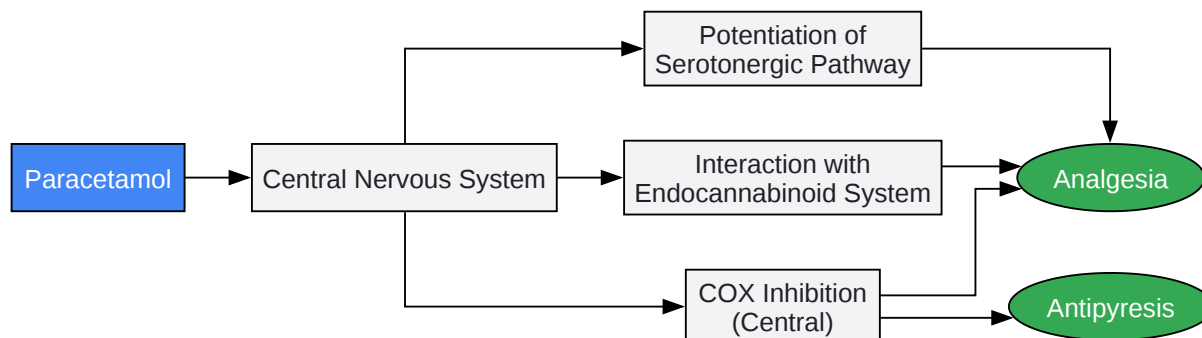 Potentiation of
Serotonergic Pathway
Paracetamol
Central Nervous System
Interaction with
Endocannabinoid System
Analgesia
COX Inhibition
(Central)
Antipyresis